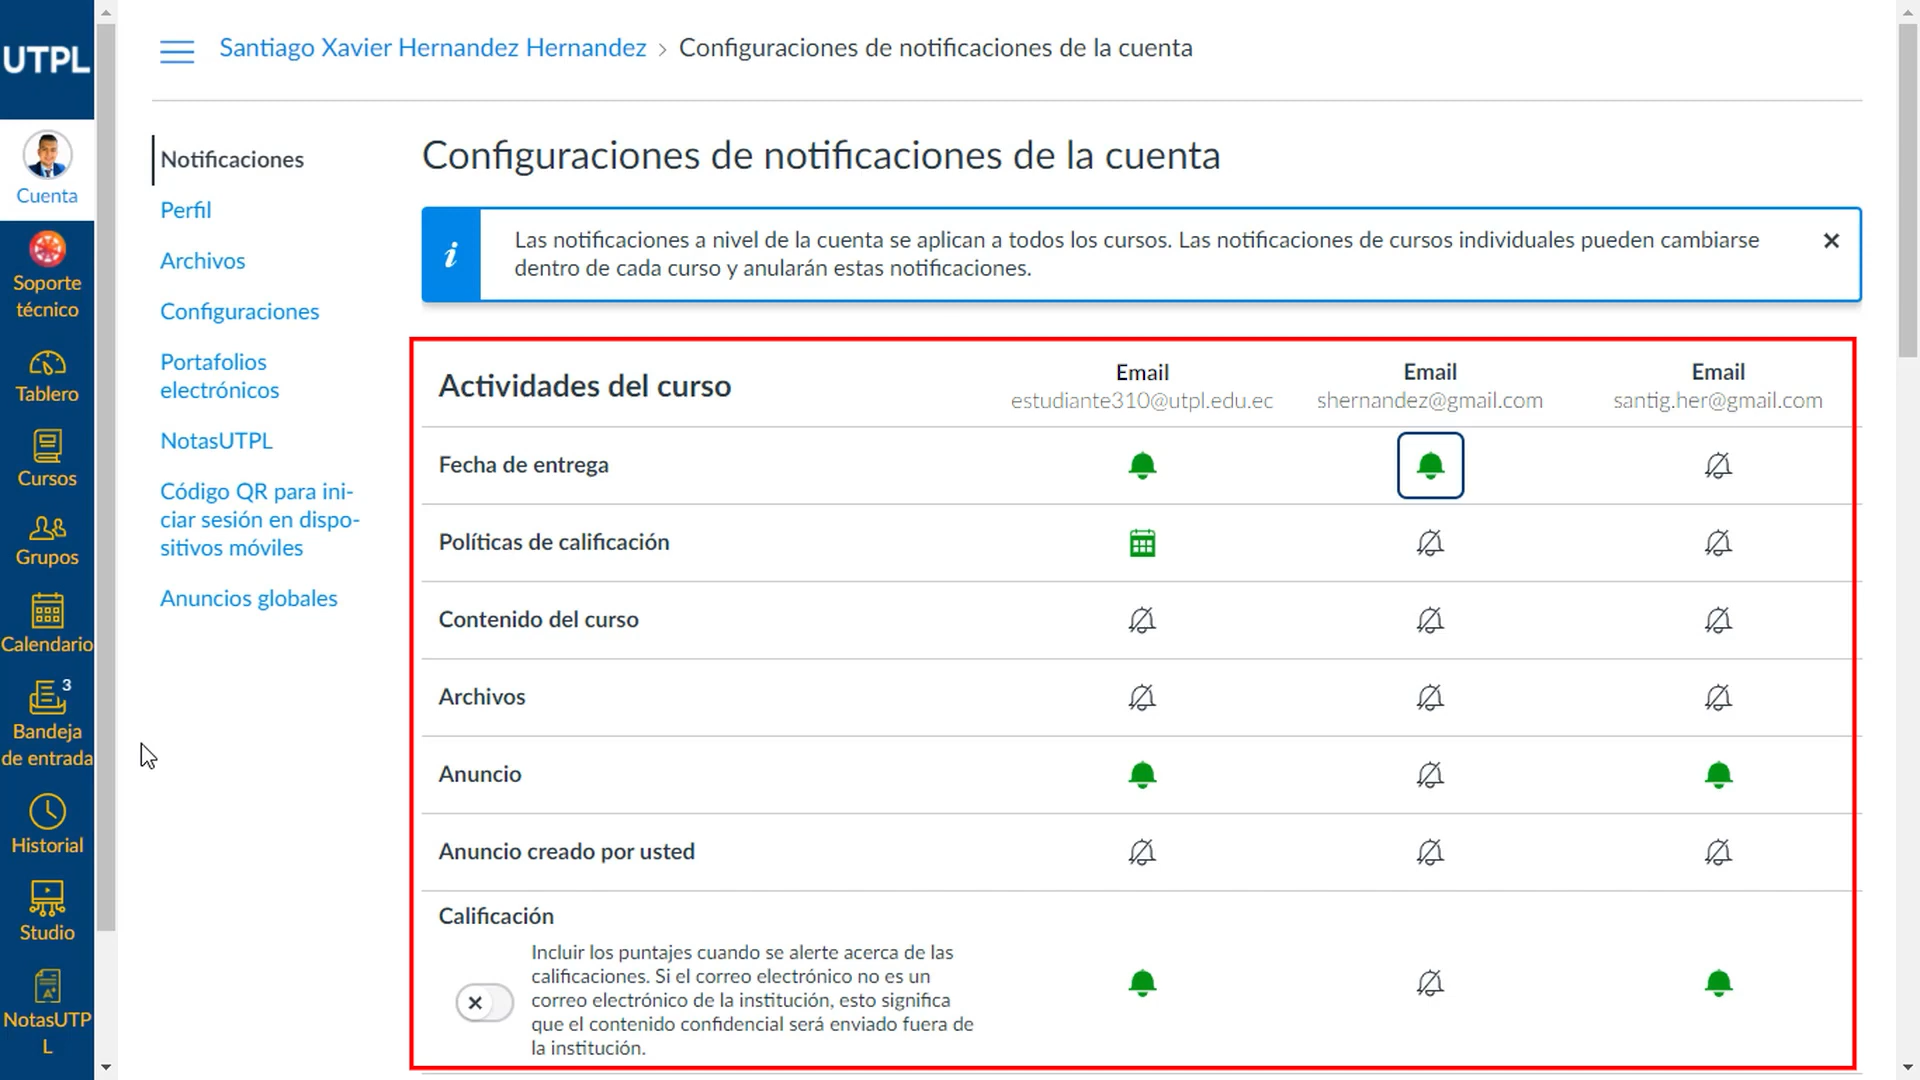 UTPL
Cuenta
Soporte
técnico
Tablero
Cursos
Grupos
Calendario
3
Bandeja
de entrada
Historial
Studio
NotasUTP
L
Santiago Xavier Hernandez Hernandez > Configuraciones de notificaciones de la cuenta
Notificaciones
Perfil
Archivos
Configuraciones
Portafolios
electrónicos
NotasUTPL
Código QR para ini-
ciar sesión en dispo-
sitivos móviles
Anuncios globales
Configuraciones de notificaciones de la cuenta
i
Las notificaciones a nivel de la cuenta se aplican a todos los cursos. Las notificaciones de cursos individuales pueden cambiarse
dentro de cada curso y anularán estas notificaciones.
Actividades del curso
Email
estudiante310@utpl.edu.ec
Email
shernandez@gmail.com
Email
santig.her@gmail.com
Fecha de entrega
Políticas de calificación
Contenido del curso
Archivos
Anuncio
Anuncio creado por usted
Calificación
Incluir los puntajes cuando se alerte acerca de las
calificaciones. Si el correo electrónico no es un
correo electrónico de la institución, esto significa
que el contenido confidencial será enviado fuera de
la institución.